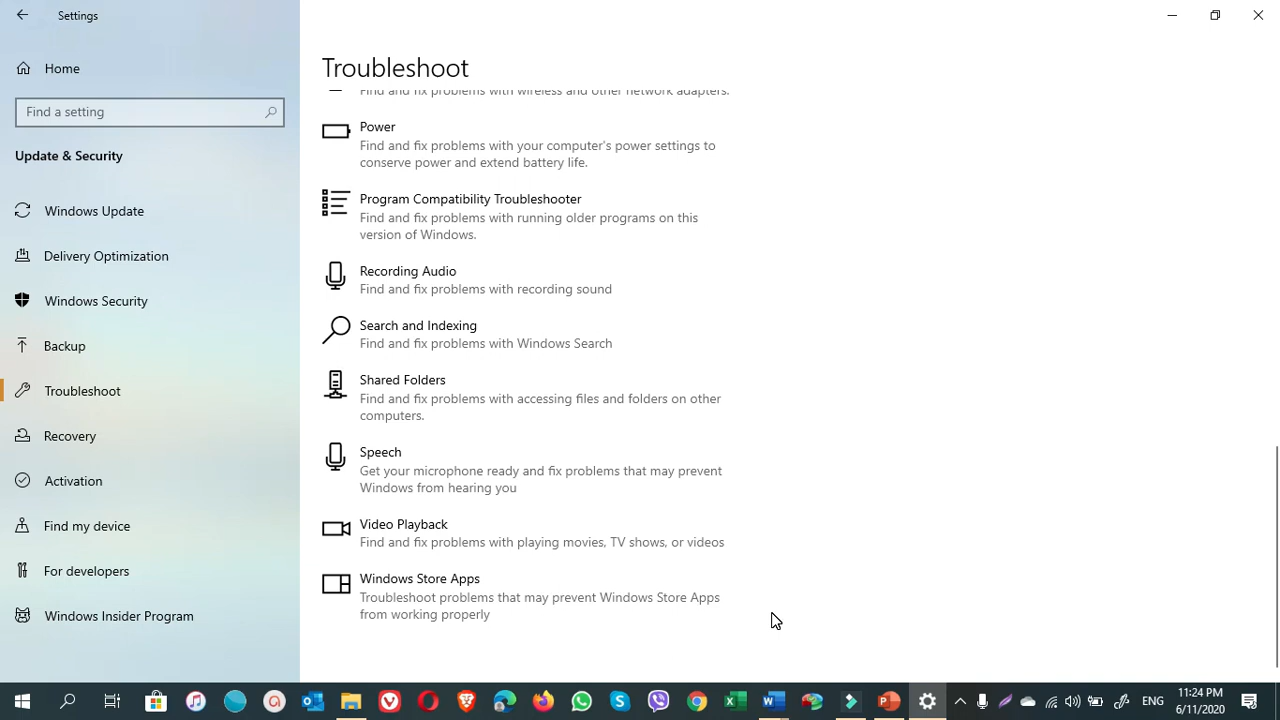 Settings
Home
Find a setting
Update & Security
Windows Update
Delivery Optimization
Windows Security
Backup
Troubleshoot
Recovery
Activation
Find my device
For developers
Windows Insider Program
Troubleshoot
Find and fix problems with wireless and other network adapters.
Power
Find and fix problems with your computer's power settings to
conserve power and extend battery life.
Program Compatibility Troubleshooter
Find and fix problems with running older programs on this
version of Windows.
Recording Audio
Find and fix problems with recording sound
Search and Indexing
Find and fix problems with Windows Search
Shared Folders
Find and fix problems with accessing files and folders on other
computers.
Speech
Get your microphone ready and fix problems that may prevent
Windows from hearing you
Video Playback
Find and fix problems with playing movies, TV shows, or videos
Windows Store Apps
Troubleshoot problems that may prevent Windows Store Apps
from working properly
ENG
11:24 PM
6/11/2020